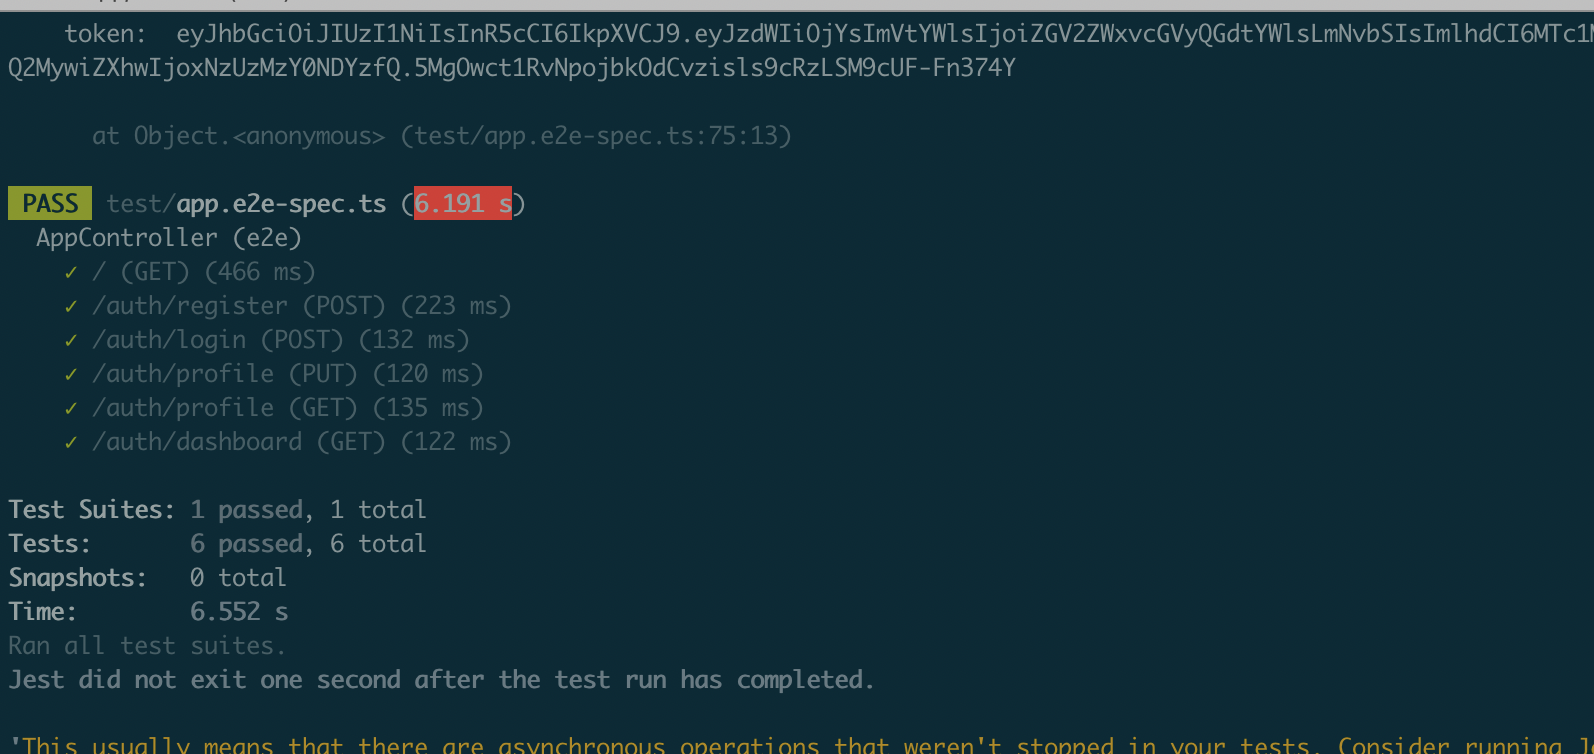 token: eyJhbGciOiJIUzI1NiIsInR5cCI6IkpXVCJ9.eyJzdWIiOjYsImVtYWlsIjoiZGV2ZWxvcGVyQGdtYWlsLmNvbSIsImlhdCI6MTc1N
Q2MywiZXhwIjoxNzUzMzY0NDYzfQ.5MgOwct1RvNpojbkOdCvzisls9cRzLSM9cUF-Fn374Y
at Object.<anonymous> (test/app.e2e-spec.ts:75:13)
PASS test/app.e2e-spec.ts (6.191 s)
AppController (e2e)
✓ / (GET) (466 ms)
✓ /auth/register (POST) (223 ms)
✓ /auth/login (POST) (132 ms)
✓ /auth/profile (PUT) (120 ms)
✓ /auth/profile (GET) (135 ms)
✓ /auth/dashboard (GET) (122 ms)
Test Suites: 1 passed, 1 total
Tests: 6 passed, 6 total
Snapshots: 0 total
Time: 6.552 s
Ran all test suites.
Jest did not exit one second after the test run has completed.
'This usually means that there are asynchronous operations that weren't stopped in your tests. Consider running